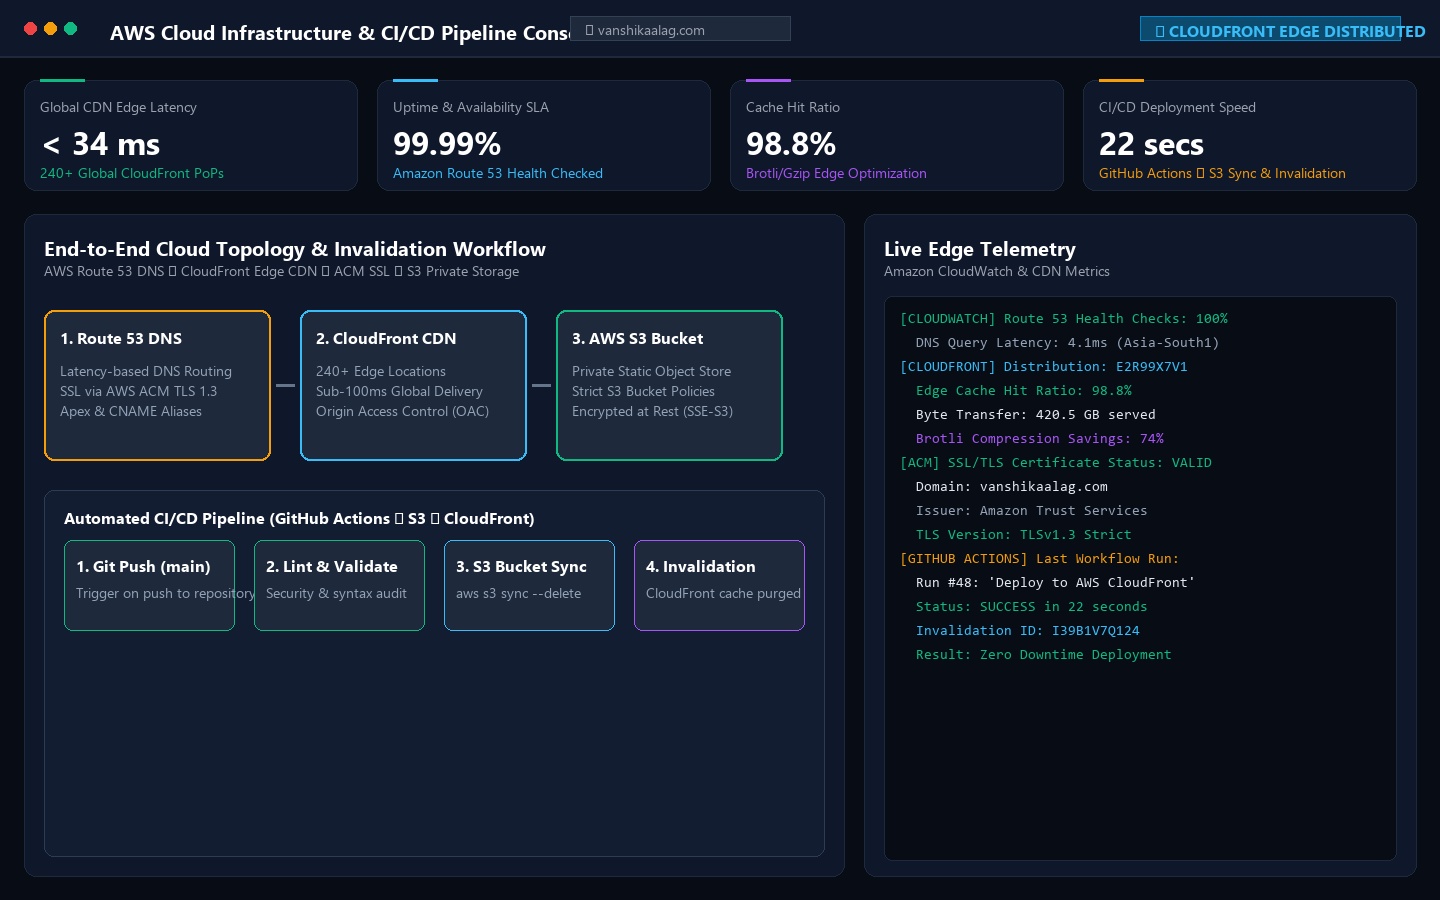 AWS Cloud Infrastructure & CI/CD Pipeline Cons
vanshikaalag.com
CLOUDFRONT EDGE DISTRIBUTED
Global CDN Edge Latency
< 34 ms
240+ Global CloudFront PoPs
Uptime & Availability SLA
99.99%
Amazon Route 53 Health Checked
Cache Hit Ratio
98.8%
Brotli/Gzip Edge Optimization
CI/CD Deployment Speed
22 secs
GitHub Actions ▯ S3 Sync & Invalidation
End-to-End Cloud Topology & Invalidation Workflow
AWS Route 53 DNS ▯ CloudFront Edge CDN ▯ ACM SSL ▯ S3 Private Storage
1. Route 53 DNS
Latency-based DNS Routing
SSL via AWS ACM TLS 1.3
Apex & CNAME Aliases
2. CloudFront CDN
240+ Edge Locations
Sub-100ms Global Delivery
Origin Access Control (OAC)
3. AWS S3 Bucket
Private Static Object Store
Strict S3 Bucket Policies
Encrypted at Rest (SSE-S3)
Automated CI/CD Pipeline (GitHub Actions ▯ S3 ▯ CloudFront)
1. Git Push (main)
Trigger on push to repository
2. Lint & Validate
Security & syntax audit
3. S3 Bucket Sync
aws s3 sync --delete
4. Invalidation
CloudFront cache purged
Live Edge Telemetry
Amazon CloudWatch & CDN Metrics
[CLOUDWATCH] Route 53 Health Checks: 100%
DNS Query Latency: 4.1ms (Asia-South1)
[CLOUDFRONT] Distribution: E2R99X7V1
Edge Cache Hit Ratio: 98.8%
Byte Transfer: 420.5 GB served
Brotli Compression Savings: 74%
[ACM] SSL/TLS Certificate Status: VALID
Domain: vanshikaalag.com
Issuer: Amazon Trust Services
TLS Version: TLSv1.3 Strict
[GITHUB ACTIONS] Last Workflow Run:
Run #48: 'Deploy to AWS CloudFront'
Status: SUCCESS in 22 seconds
Invalidation ID: I39B1V7Q124
Result: Zero Downtime Deployment